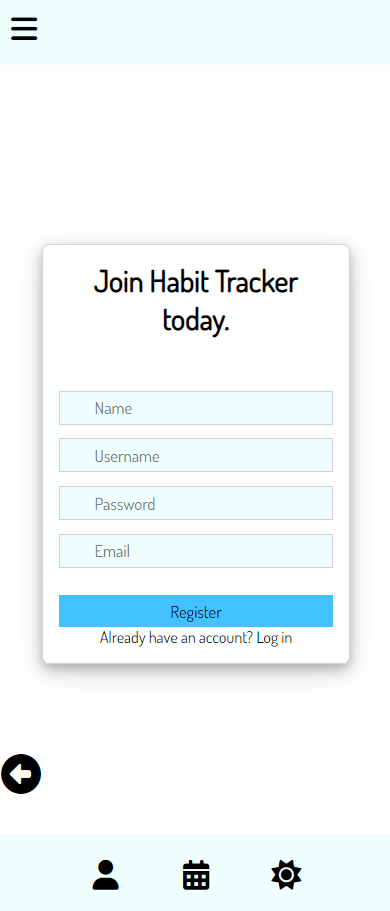 Join Habit Tracker
today.
Name
Username
Password
Email
Register
Already have an account? Log in